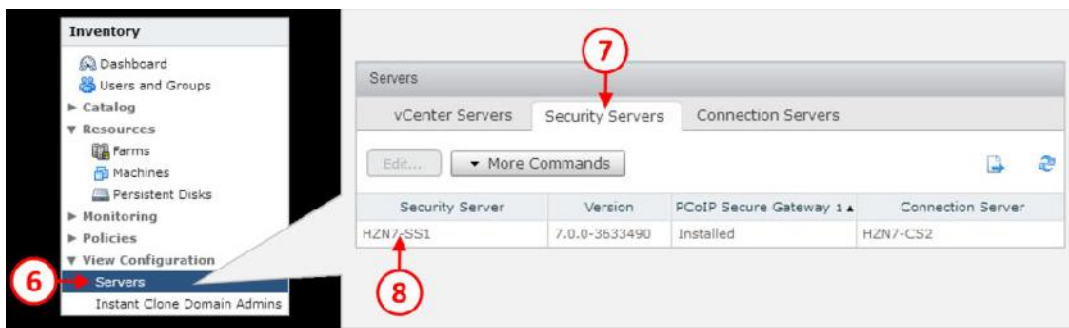 Inventory
Dashboard
Users and Groups
Catalog
Resources
Farms
Machines
Persistent Disks
Monitoring
Policies
View Configuration
6
Servers
Instant Clone Domain Admins
7
Servers
vCenter Servers Security Servers Connection Servers
Edit... More Commands
Security Server Version PCoIP Secure Gateway 1 Connection Server
HZN7-SS1 7.0.0-3633490 Installed HZN7-CS2
8